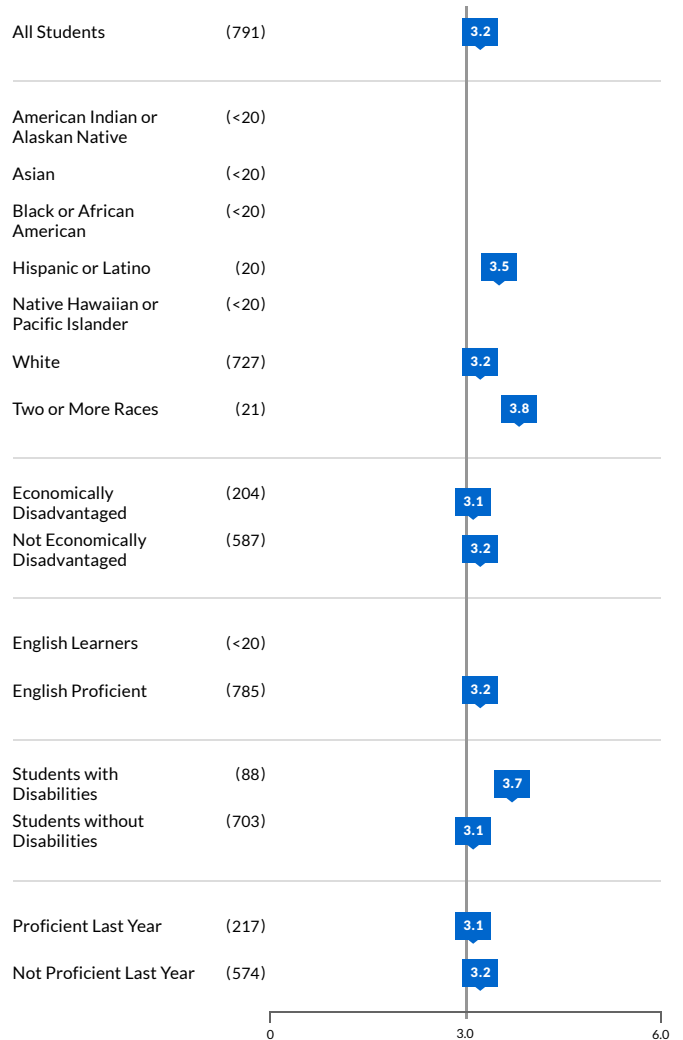 All Students (791) 3.2
American Indian or (<20)
Alaskan Native
Asian (<20)
Black or African (<20)
American
Hispanic or Latino (20) 3.5
Native Hawaiian or (<20)
Pacific Islander
White (727) 3.2
Two or More Races (21) 3.8
Economically (204) 3.1
Disadvantaged
Not Economically (587) 3.2
Disadvantaged
English Learners (<20)
English Proficient (785) 3.2
Students with (88) 3.7
Disabilities
Students without (703) 3.1
Disabilities
Proficient Last Year (217) 3.1
Not Proficient Last Year (574) 3.2
0 3.0 6.0